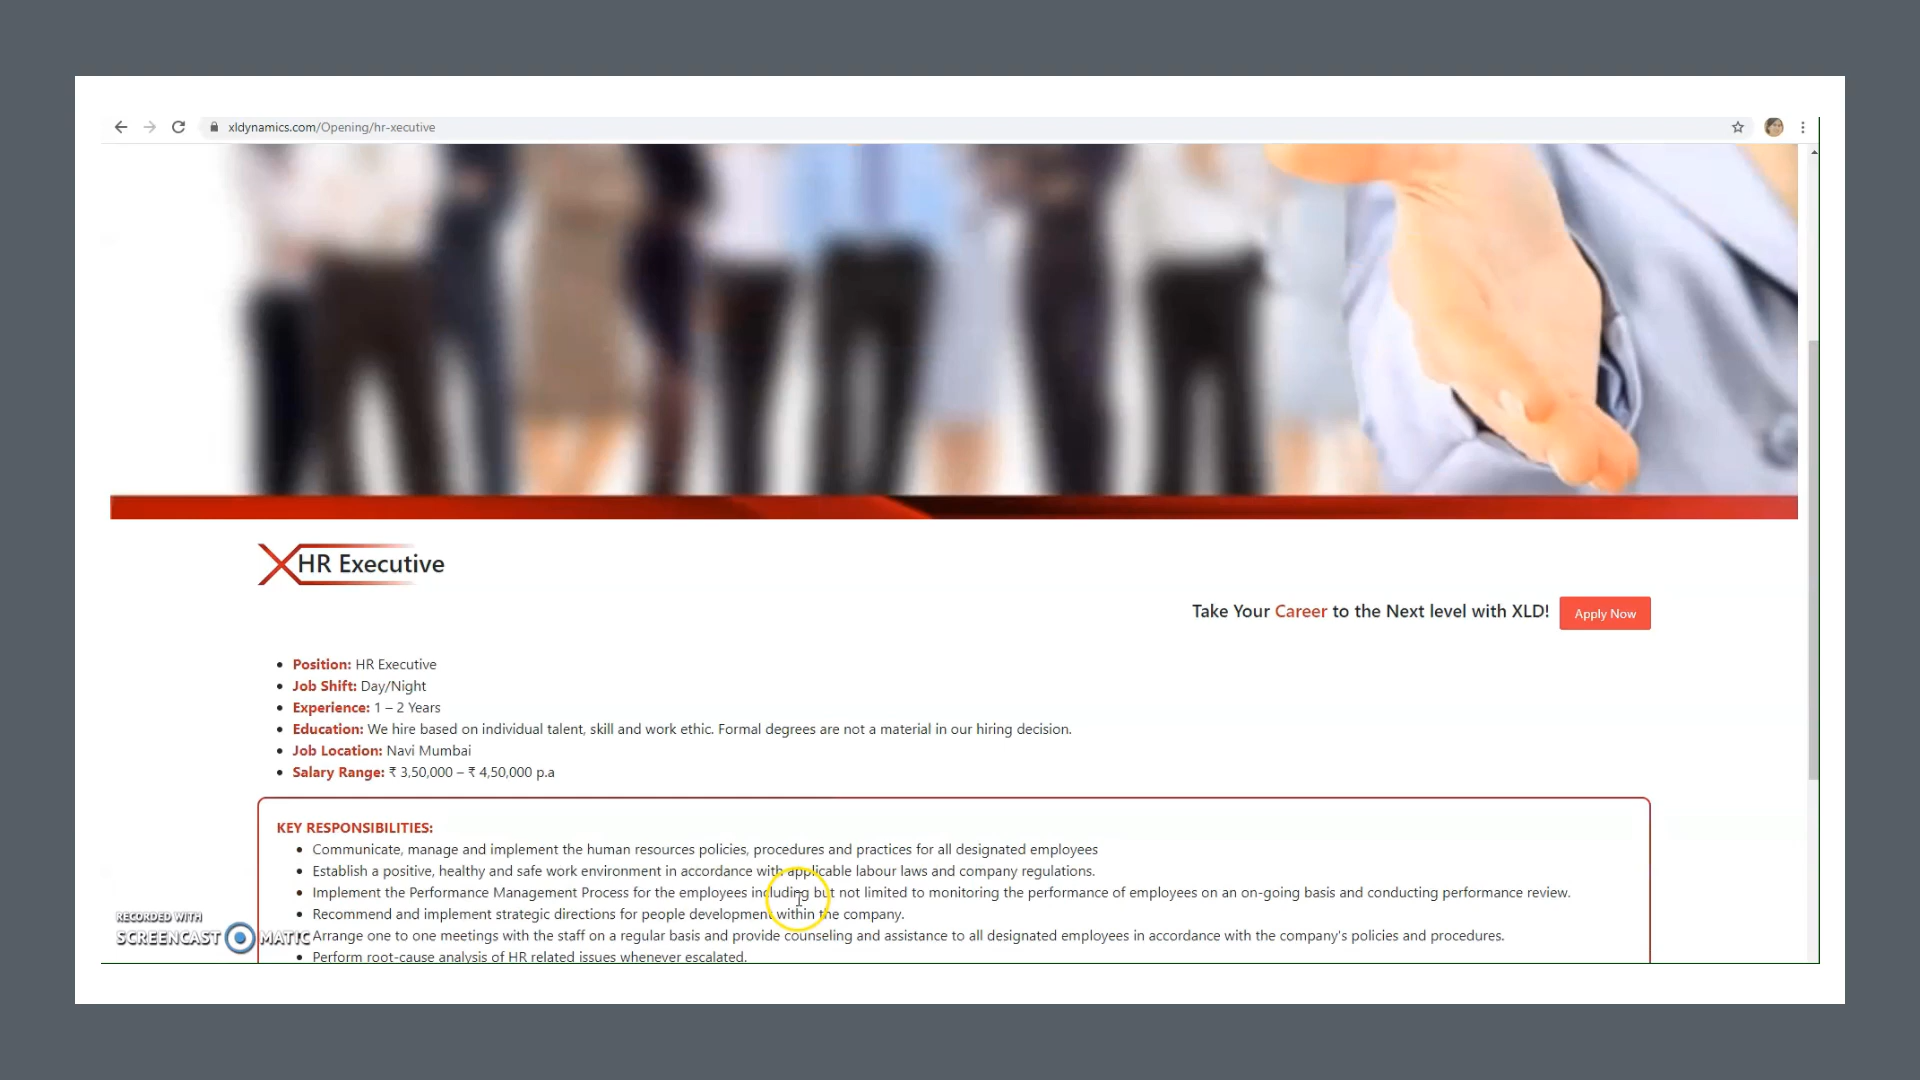 xldynamics.com/Opening/hr-xecutive
HR Executive
Take Your Career to the Next level with XLD! Apply Now
• Position: HR Executive
• Job Shift: Day/Night
• Experience: 1 – 2 Years
• Education: We hire based on individual talent, skill and work ethic. Formal degrees are not a material in our hiring decision.
• Job Location: Navi Mumbai
• Salary Range: ₹ 3,50,000 – ₹ 4,50,000 p.a
KEY RESPONSIBILITIES:
• Communicate, manage and implement the human resources policies, procedures and practices for all designated employees
• Establish a positive, healthy and safe work environment in accordance with applicable labour laws and company regulations.
• Implement the Performance Management Process for the employees including but not limited to monitoring the performance of employees on an on-going basis and conducting performance review.
• Recommend and implement strategic directions for people development within the company.
• Arrange one to one meetings with the staff on a regular basis and provide counseling and assistance to all designated employees in accordance with the company's policies and procedures.
• Perform root-cause analysis of HR related issues whenever escalated.
RECORDED WITH
SCREENCAST MATIC